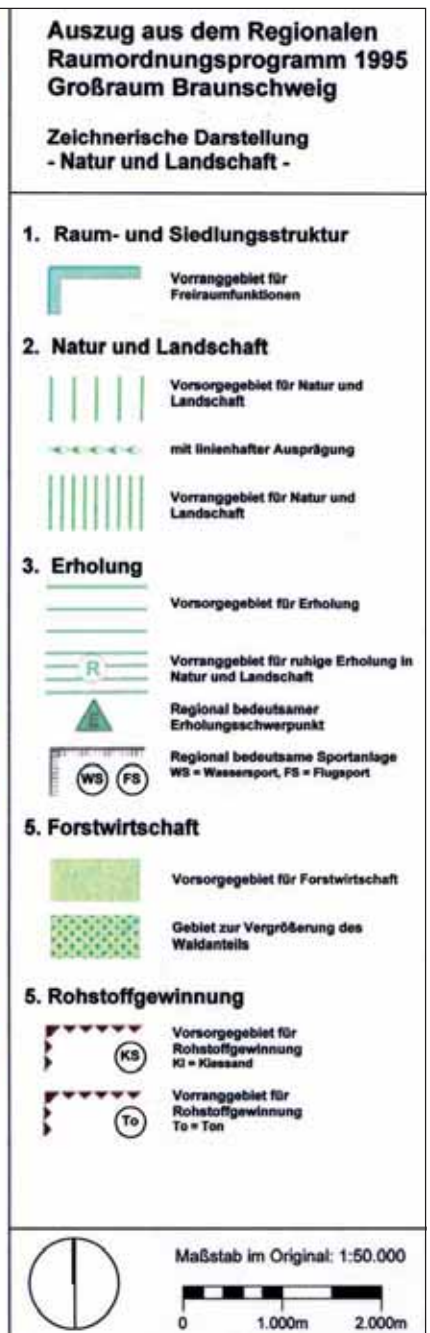 Auszug aus dem Regionalen
Raumordnungsprogramm 1995
Großraum Braunschweig
Zeichnerische Darstellung
- Natur und Landschaft -
1. Raum- und Siedlungsstruktur
Vorranggebiet für
Freiraumfunktionen
2. Natur und Landschaft
Vorsorgegebiet für Natur und
Landschaft
mit linienhafter Ausprägung
Vorranggebiet für Natur und
Landschaft
3. Erholung
Vorsorgegebiet für Erholung
R
Vorranggebiet für ruhige Erholung in
Natur und Landschaft
E
Regional bedeutsamer
Erholungsschwerpunkt
WS FS
Regional bedeutsame Sportanlage
WS = Wassersport, FS = Flugsport
5. Forstwirtschaft
Vorsorgegebiet für Forstwirtschaft
Gebiet zur Vergrößerung des
Waldanteils
5. Rohstoffgewinnung
KS
Vorsorgegebiet für
Rohstoffgewinnung
KI = Kiessand
To
Vorranggebiet für
Rohstoffgewinnung
To = Ton
Maßstab im Original: 1:50.000
0 1.000m 2.000m